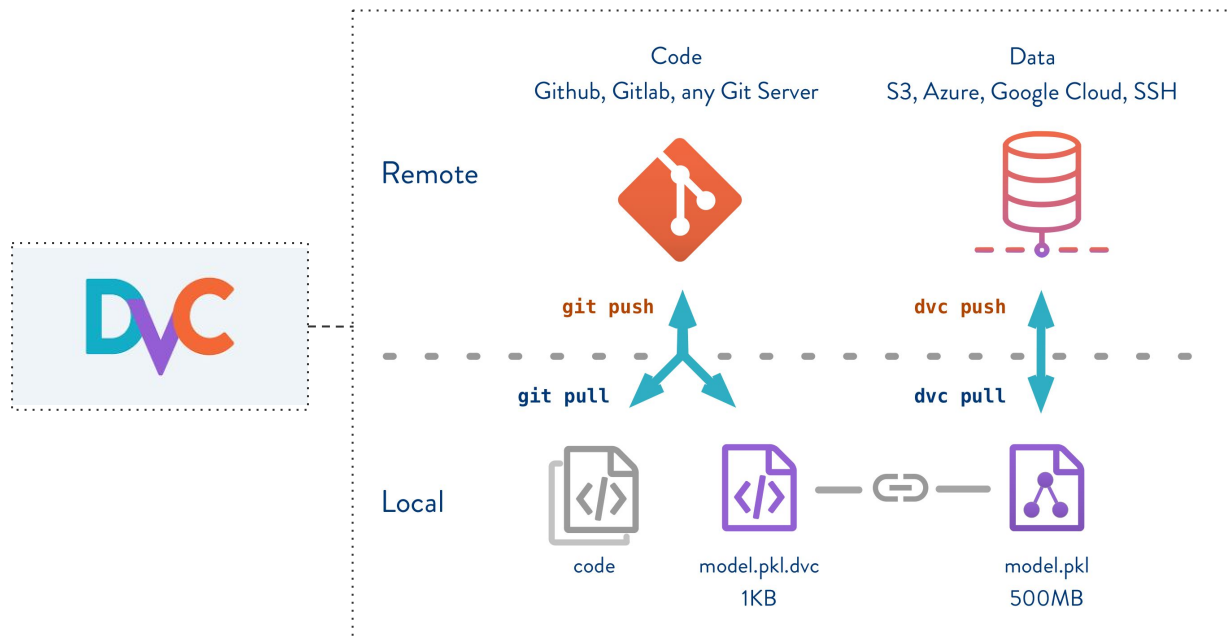 Code
Github, Gitlab, any Git Server
Data
S3, Azure, Google Cloud, SSH
Remote
DVC
git push
dvc push
git pull
dvc pull
Local
code
model.pkl.dvc
1KB
model.pkl
500MB